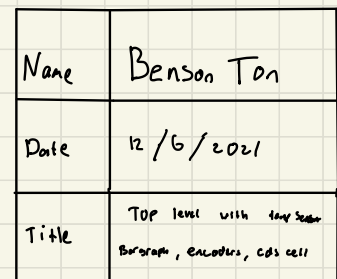 Name Benson Ton
Date 12/6/2021
Title Top level with temp sensor
Bargraph, encoders, cds cell